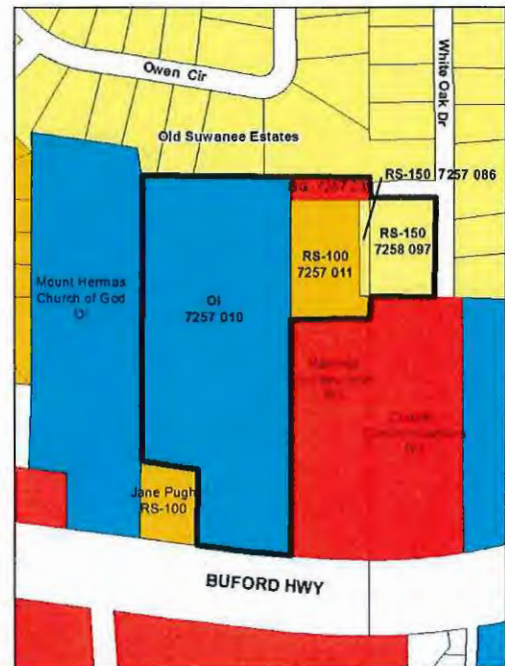 Owen Cir
White Oak Dr
Old Suwanee Estates
RS-150 7257 086
RS-150
7258 097
RS-100
7257 011
Mount Hermas
Church of God
OI
7257 010
Jane Pugh
RS-100
BUFORD HWY